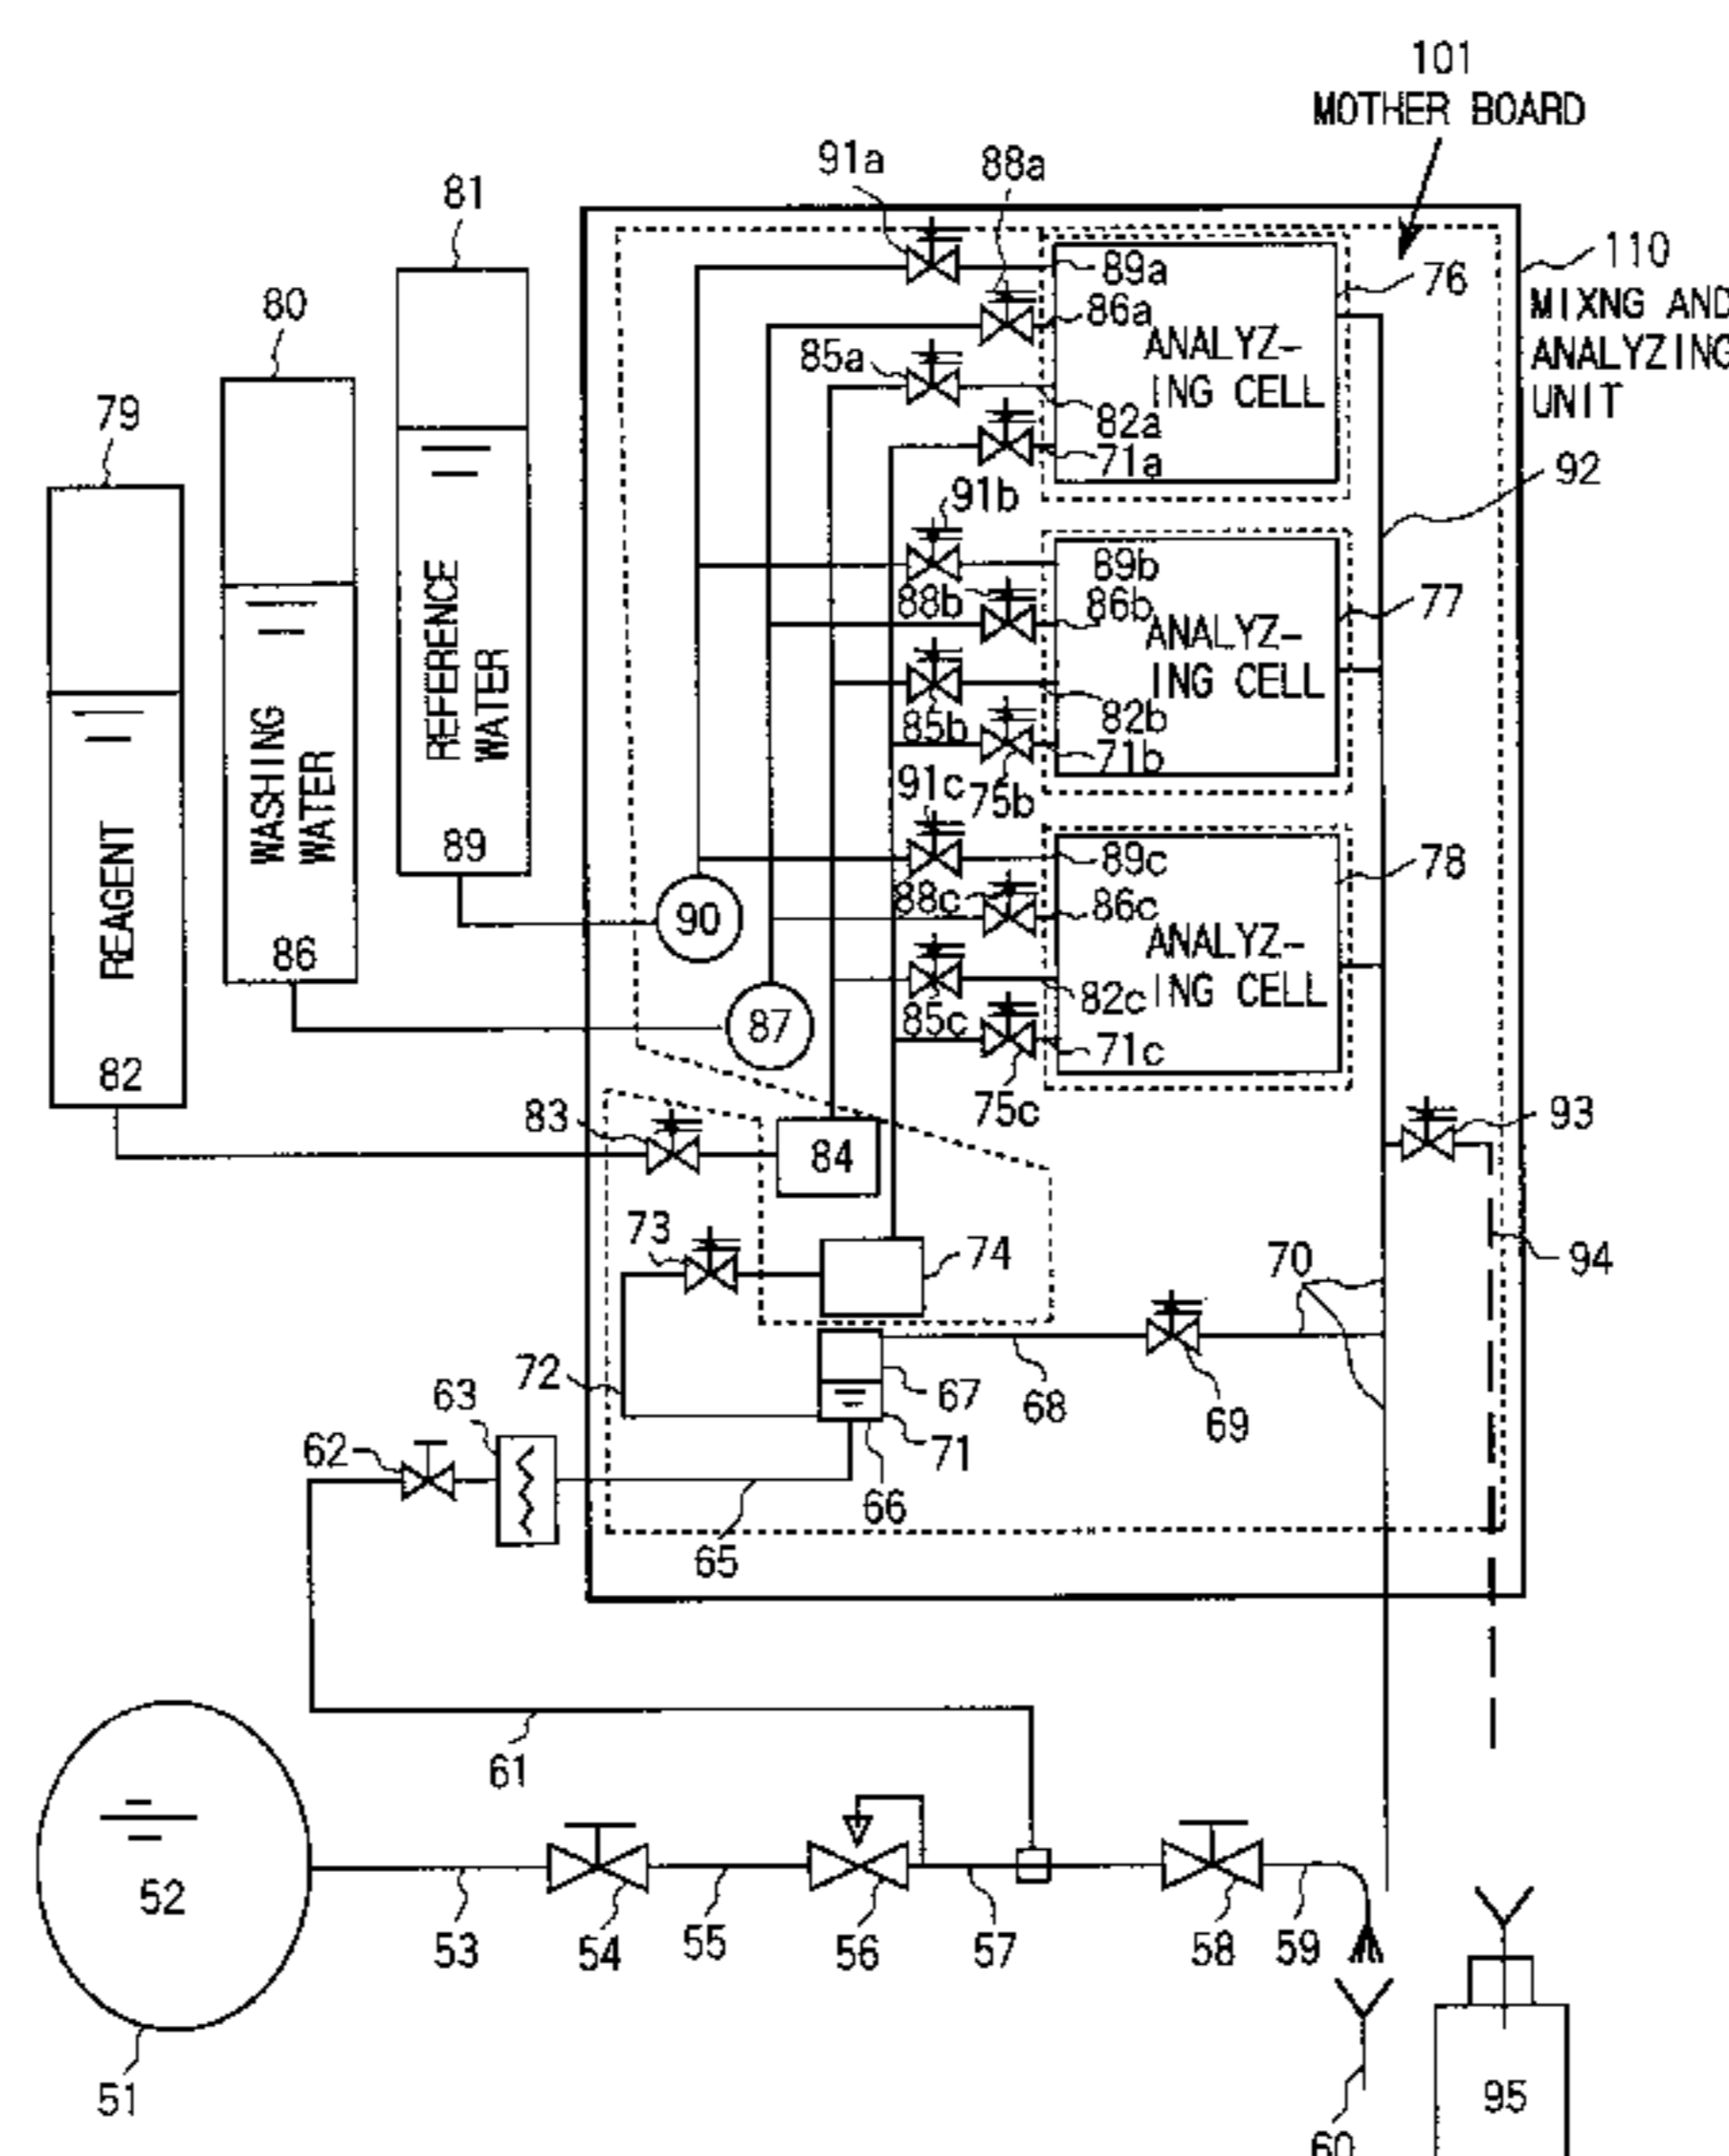 101
MOTHER BOARD
91a
88a
81
110
MIXNG AND
ANALYZING
UNIT
89a
76
80
86a
ANALYZ-
ING CELL
85a
79
82a
71a
92
91b
REFERENCE
WATER
89b
88b
86b
77
ANALYZ-
ING CELL
WASHING
WATER
85b
82b
71b
91c
75b
REAGENT
89
89c
78
88c
86c
90
ANALYZ-
ING CELL
86
82c
85c
87
71c
82
75c
83
93
84
73
74
70
94
72
63
67
68
69
62
71
66
65
61
52
53
54
55
56
57
58
59
51
95
60